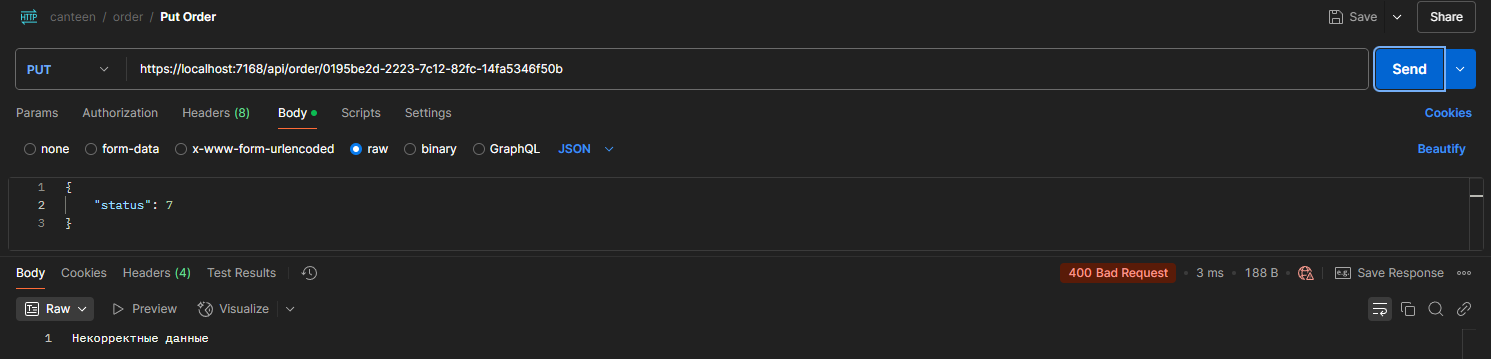 HTTP canteen / order / Put Order Save Share
PUT https://localhost:7168/api/order/0195be2d-2223-7c12-82fc-14fa5346f50b Send
Params Authorization Headers (8) Body Scripts Settings Cookies
none form-data x-www-form-urlencoded raw binary GraphQL JSON Beautify
1 {
2 "status": 7
3 }
Body Cookies Headers (4) Test Results 400 Bad Request • 3 ms • 188 B e.g. Save Response
Raw Preview Visualize
1 Некорректные данные